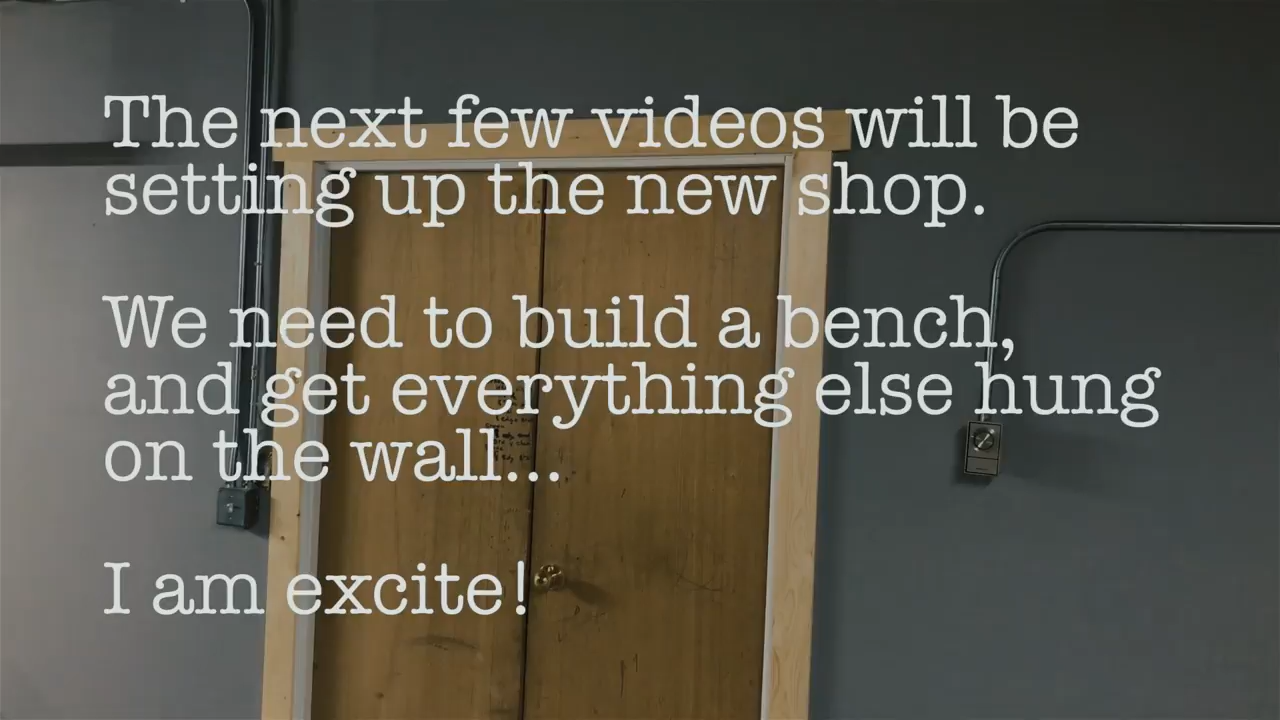 The next few videos will be
setting up the new shop.
We need to build a bench,
and get everything else hung
on the wall...
I am excite!